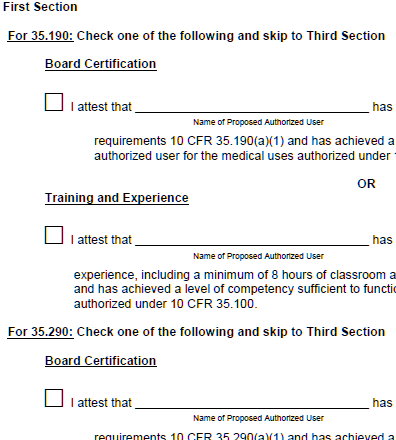 First Section
For 35.190: Check one of the following and skip to Third Section
Board Certification
I attest that has
Name of Proposed Authorized User
requirements 10 CFR 35.190(a)(1) and has achieved a
authorized user for the medical uses authorized under
OR
Training and Experience
I attest that has
Name of Proposed Authorized User
experience, including a minimum of 8 hours of classroom a
and has achieved a level of competency sufficient to functi
authorized under 10 CFR 35.100.
For 35.290: Check one of the following and skip to Third Section
Board Certification
I attest that has
Name of Proposed Authorized User
requirements 10 CFR 35.290(a)(1) and has achieved a